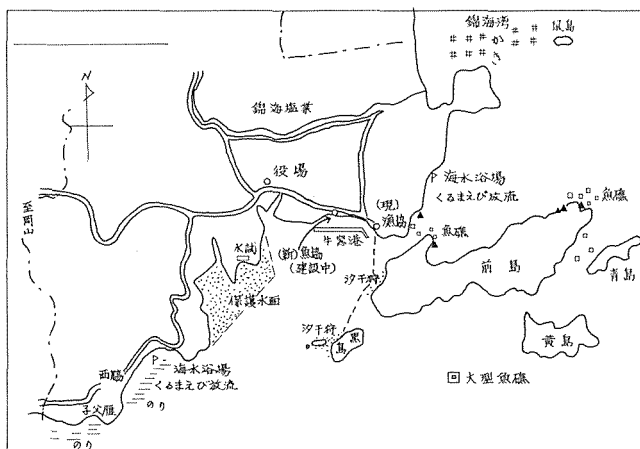 錦海湾
かき
N
錦海塩業
役場
P 海水浴場
くるまえび放流
(現)
漁協
魚礁
魚礁
至岡山
水試
(新)漁協
(建設中)
牛窓港
前島
青島
保護水面
汐干狩
汐干狩
黒島
黄島
西脇
P 海水浴場
くるまえび放流
のり
子父雁
のり
大型魚礁